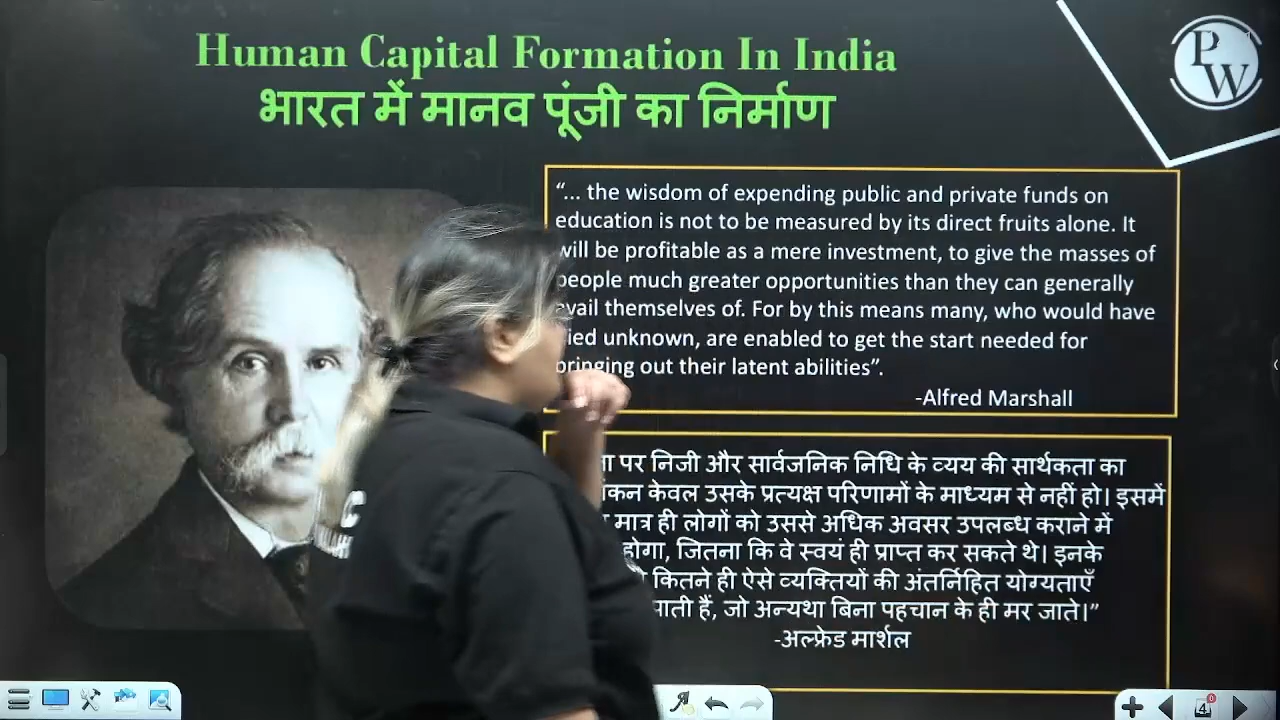 Human Capital Formation In India
भारत में मानव पूंजी का निर्माण
PW
“... the wisdom of expending public and private funds on
education is not to be measured by its direct fruits alone. It
will be profitable as a mere investment, to give the masses of
people much greater opportunities than they can generally
avail themselves of. For by this means many, who would have
died unknown, are enabled to get the start needed for
bringing out their latent abilities”.
-Alfred Marshall
पर निजी और सार्वजनिक निधि के व्यय की सार्थकता का
केवल उसके प्रत्यक्ष परिणामों के माध्यम से नहीं हो। इसमें
मात्र ही लोगों को उससे अधिक अवसर उपलब्ध कराने में
होगा, जितना कि वे स्वयं ही प्राप्त कर सकते थे। इनके
कितने ही ऐसे व्यक्तियों की अंतर्निहित योग्यताएँ
हैं, जो अन्यथा बिना पहचान के ही मर जाते।”
-अल्फ्रेड मार्शल
4